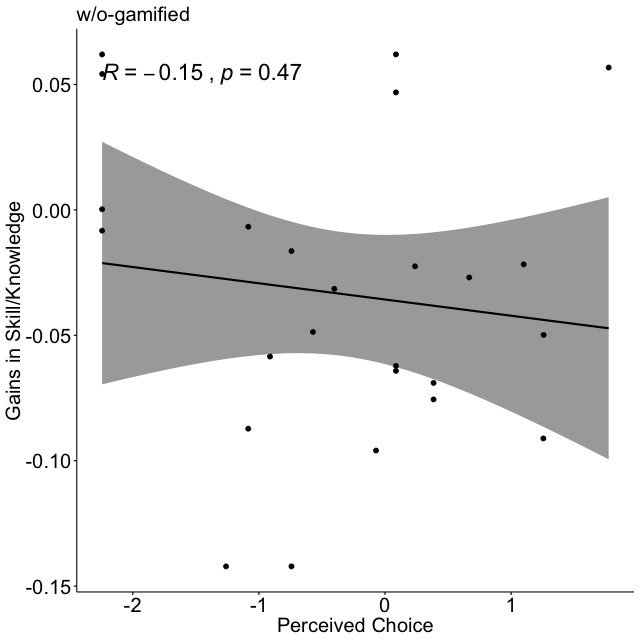 w/o-gamified
R = −0.15 , p = 0.47
0.05
0.00
-0.05
-0.10
-0.15
Gains in Skill/Knowledge
-2 -1 0 1
Perceived Choice